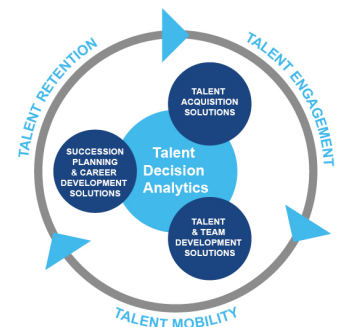 TALENT RETENTION
TALENT ENGAGEMENT
TALENT
ACQUISITION
SOLUTIONS
SUCCESSION
PLANNING
& CAREER
DEVELOPMENT
SOLUTIONS
Talent
Decision
Analytics
TALENT
& TEAM
DEVELOPMENT
SOLUTIONS
TALENT MOBILITY